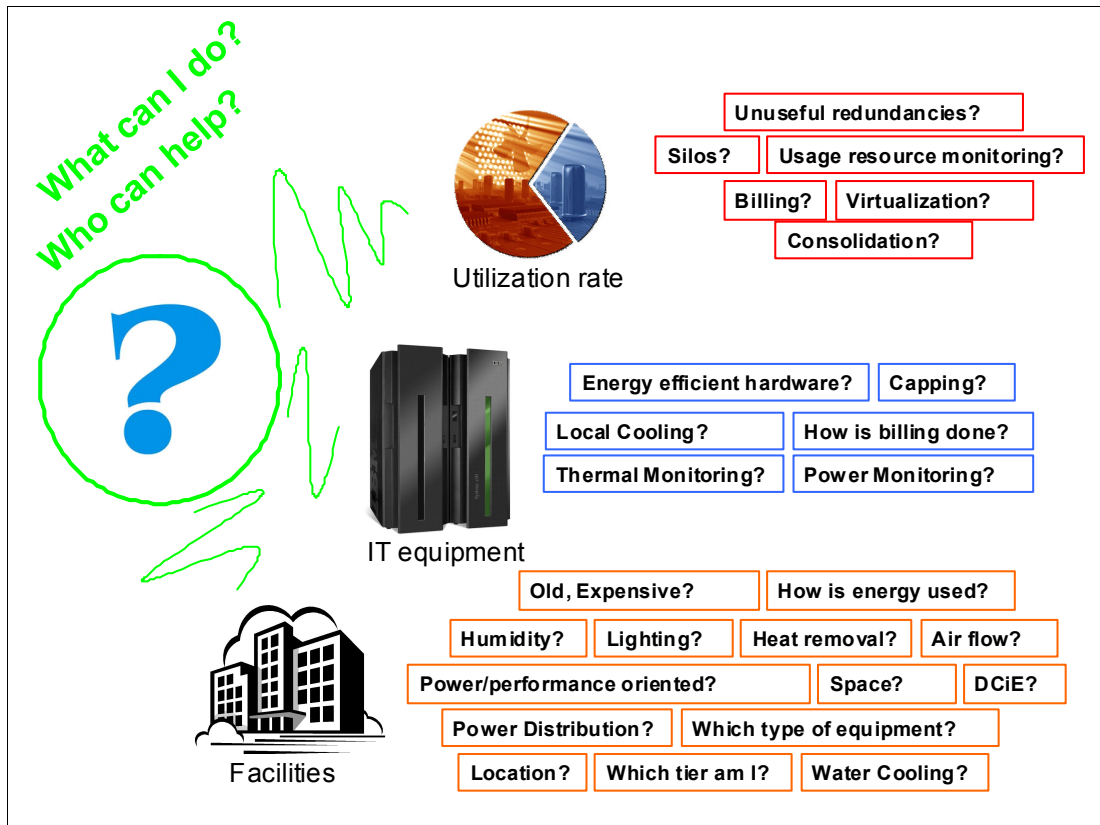 What can I do?
Who can help?
Unuseful redundancies?
Silos?
Usage resource monitoring?
Billing?
Virtualization?
Consolidation?
Utilization rate
Energy efficient hardware?
Capping?
Local Cooling?
How is billing done?
Thermal Monitoring?
Power Monitoring?
IT equipment
Old, Expensive?
How is energy used?
Humidity?
Lighting?
Heat removal?
Air flow?
Power/performance oriented?
Space?
DCiE?
Power Distribution?
Which type of equipment?
Location?
Which tier am I?
Water Cooling?
Facilities
?